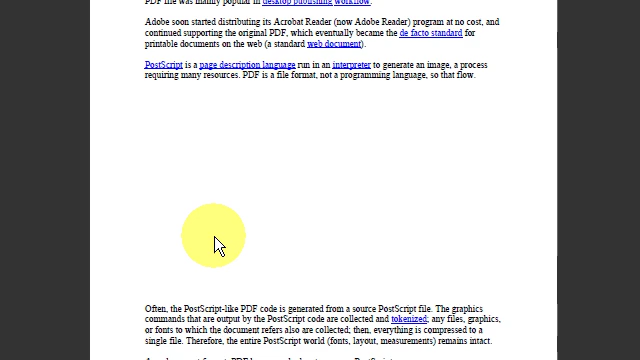 PDF file was mainly popular in desktop publishing workflow.
Adobe soon started distributing its Acrobat Reader (now Adobe Reader) program at no cost, and
continued supporting the original PDF, which eventually became the de facto standard for
printable documents on the web (a standard web document).
PostScript is a page description language run in an interpreter to generate an image, a process
requiring many resources. PDF is a file format, not a programming language, so that flow.
Often, the PostScript-like PDF code is generated from a source PostScript file. The graphics
commands that are output by the PostScript code are collected and tokenized; any files, graphics,
or fonts to which the document refers also are collected; then, everything is compressed to a
single file. Therefore, the entire PostScript world (fonts, layout, measurements) remains intact.